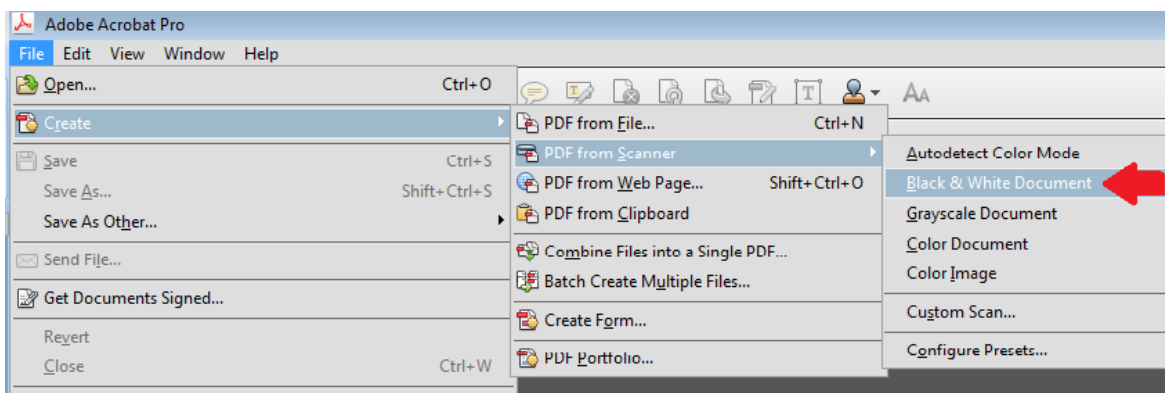 Adobe Acrobat Pro
File Edit View Window Help
Open... Ctrl+O
Create
Save Ctrl+S
Save As... Shift+Ctrl+S
Save As Other...
Send File...
Get Documents Signed...
Revert
Close Ctrl+W
PDF from File... Ctrl+N
PDF from Scanner
PDF from Web Page... Shift+Ctrl+O
PDF from Clipboard
Combine Files into a Single PDF...
Batch Create Multiple Files...
Create Form...
PDF Portfolio...
Autodetect Color Mode
Black & White Document
Grayscale Document
Color Document
Color Image
Custom Scan...
Configure Presets...